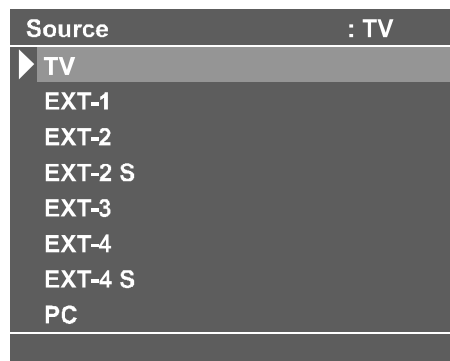 Source : TV
TV
EXT-1
EXT-2
EXT-2 S
EXT-3
EXT-4
EXT-4 S
PC